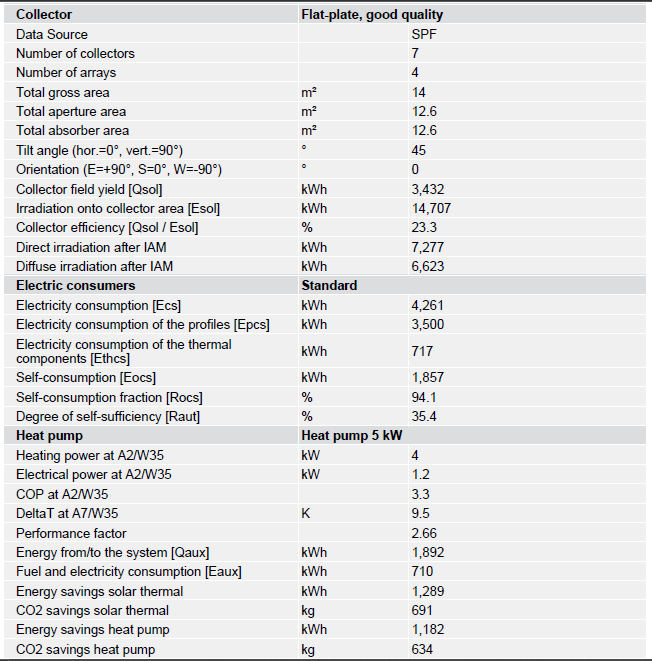 Collector Flat-plate, good quality
Data Source SPF
Number of collectors 7
Number of arrays 4
Total gross area m² 14
Total aperture area m² 12.6
Total absorber area m² 12.6
Tilt angle (hor.=0°, vert.=90°) ° 45
Orientation (E=+90°, S=0°, W=-90°) ° 0
Collector field yield [Qsol] kWh 3,432
Irradiation onto collector area [Esol] kWh 14,707
Collector efficiency [Qsol / Esol] % 23.3
Direct irradiation after IAM kWh 7,277
Diffuse irradiation after IAM kWh 6,623
Electric consumers Standard
Electricity consumption [Ecs] kWh 4,261
Electricity consumption of the profiles [Epcs] kWh 3,500
Electricity consumption of the thermal
components [Ethcs] kWh 717
Self-consumption [Eocs] kWh 1,857
Self-consumption fraction [Rocs] % 94.1
Degree of self-sufficiency [Raut] % 35.4
Heat pump Heat pump 5 kW
Heating power at A2/W35 kW 4
Electrical power at A2/W35 kW 1.2
COP at A2/W35 3.3
DeltaT at A7/W35 K 9.5
Performance factor 2.66
Energy from/to the system [Qaux] kWh 1,892
Fuel and electricity consumption [Eaux] kWh 710
Energy savings solar thermal kWh 1,289
CO2 savings solar thermal kg 691
Energy savings heat pump kWh 1,182
CO2 savings heat pump kg 634